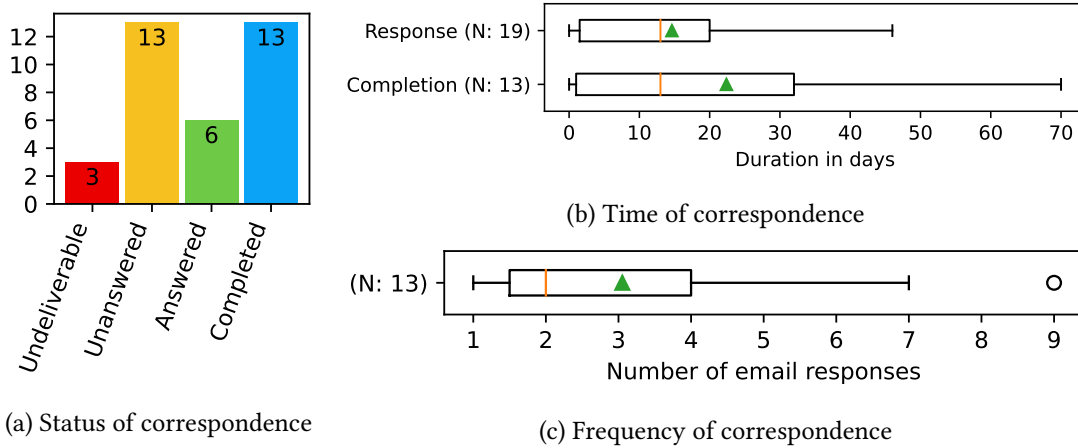 12
10
8
6
4
2
0
3
13
6
13
Undeliverable
Unanswered
Answered
Completed
(a) Status of correspondence
Response (N: 19)
Completion (N: 13)
0 10 20 30 40 50 60 70
Duration in days
(b) Time of correspondence
(N: 13)
1 2 3 4 5 6 7 8 9
Number of email responses
(c) Frequency of correspondence